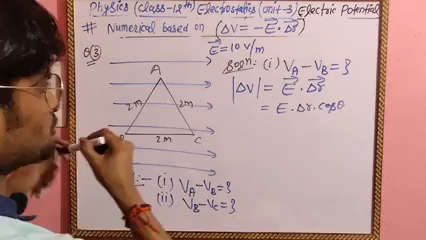 Physics (Class-12th) Electrostatics (Unit-3) Electric Potential
# Numerical based on (ΔV = -E⃗·Δr⃗)
E⃗ = 10 V/m
Q③
Soln:- (i) VA-VB = ?
|ΔV| = E⃗ · Δr⃗
= E · Δr · cosθ
A
2m
2m
2m
C
:- (i) VA-VB = ?
(ii) VB-VC = ?